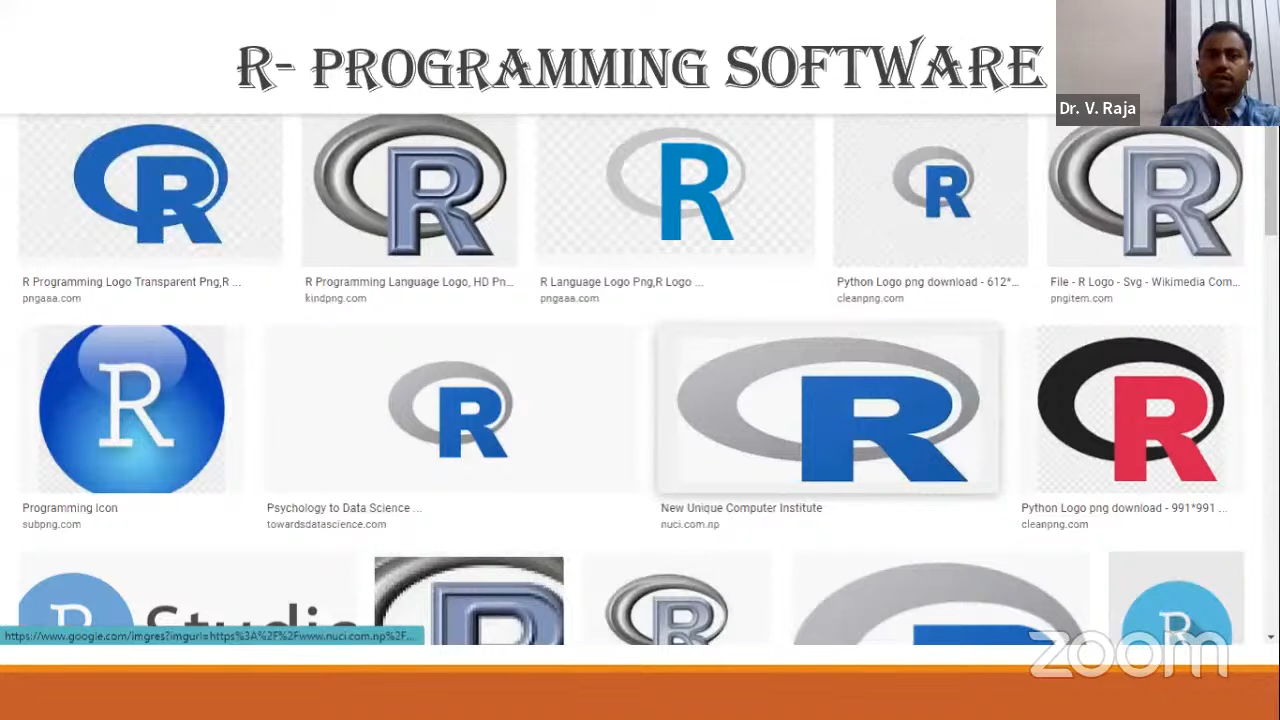 R- PROGRAMMING SOFTWARE
Dr. V. Raja
R
R
R
R
R
R Programming Logo Transparent Png,R ...
R Programming Language Logo, HD Pn...
R Language Logo Png,R Logo ...
Python Logo png download - 612*...
File - R Logo - Svg - Wikimedia Com...
pngaaa.com
kindpng.com
pngaaa.com
cleanpng.com
pngitem.com
R
R
R
R
Programming Icon
Psychology to Data Science ...
New Unique Computer Institute
Python Logo png download - 991*991 ...
subpng.com
towardsdatascience.com
nuci.com.np
cleanpng.com
R Studio
R
R
R
https://www.google.com/imgres?imgurl=https%3A%2F%2Fwww.nuci.com.np%2F...
zoom